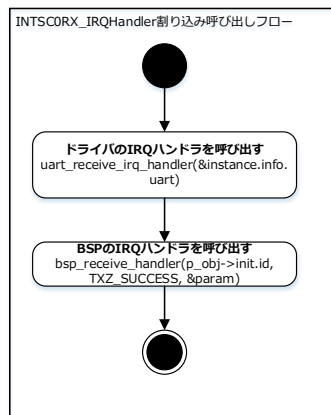 INTSC0RX_IRQHandler割り込み呼び出しフロー
ドライバのIRQハンドラを呼び出す
uart_receive_irq_handler(&instance.info.
uart)
BSPのIRQハンドラを呼び出す
bsp_receive_handler(p_obj->init.id,
TXZ_SUCCESS, &param)